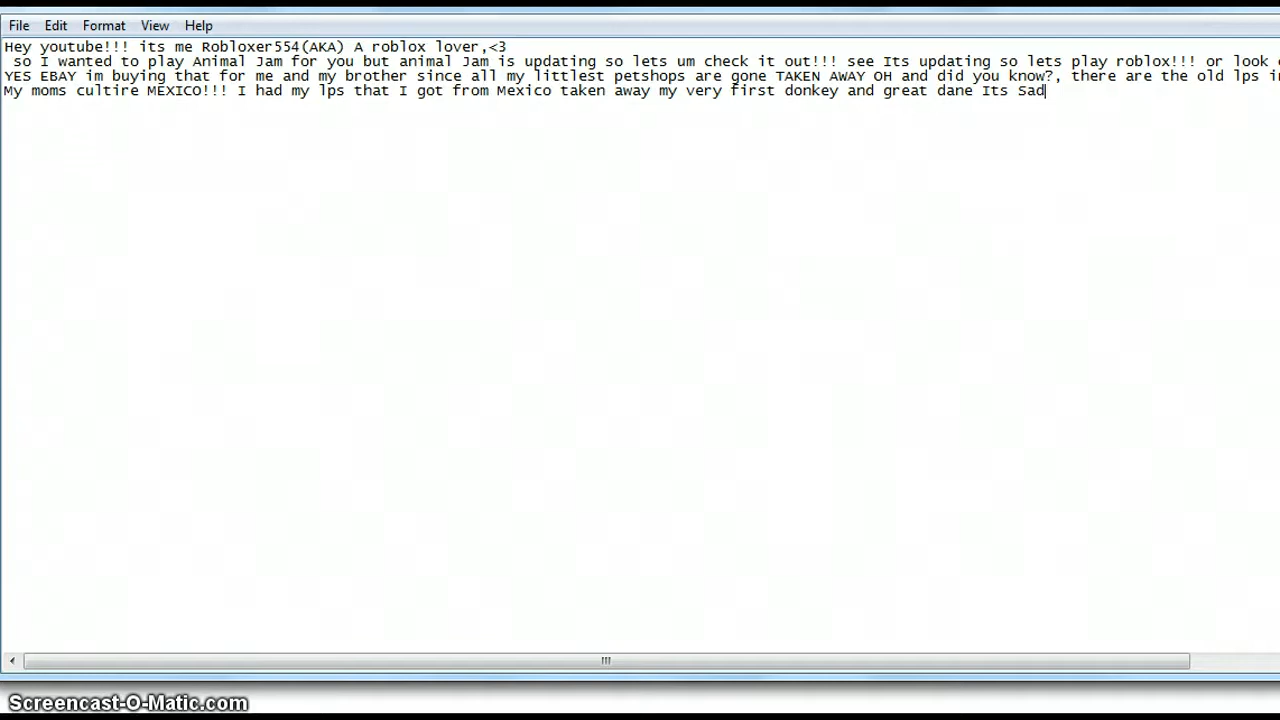 File Edit Format View Help
Hey youtube!!! its me Robloxer554(AKA) A roblox lover,<3
so I wanted to play Animal Jam for you but animal Jam is updating so lets um check it out!!! see Its updating so lets play roblox!!! or look
YES EBAY im buying that for me and my brother since all my littlest petshops are gone TAKEN AWAY OH and did you know?, there are the old lps
My moms cultire MEXICO!!! I had my lps that I got from Mexico taken away my very first donkey and great dane Its Sad
Screencast-O-Matic.com